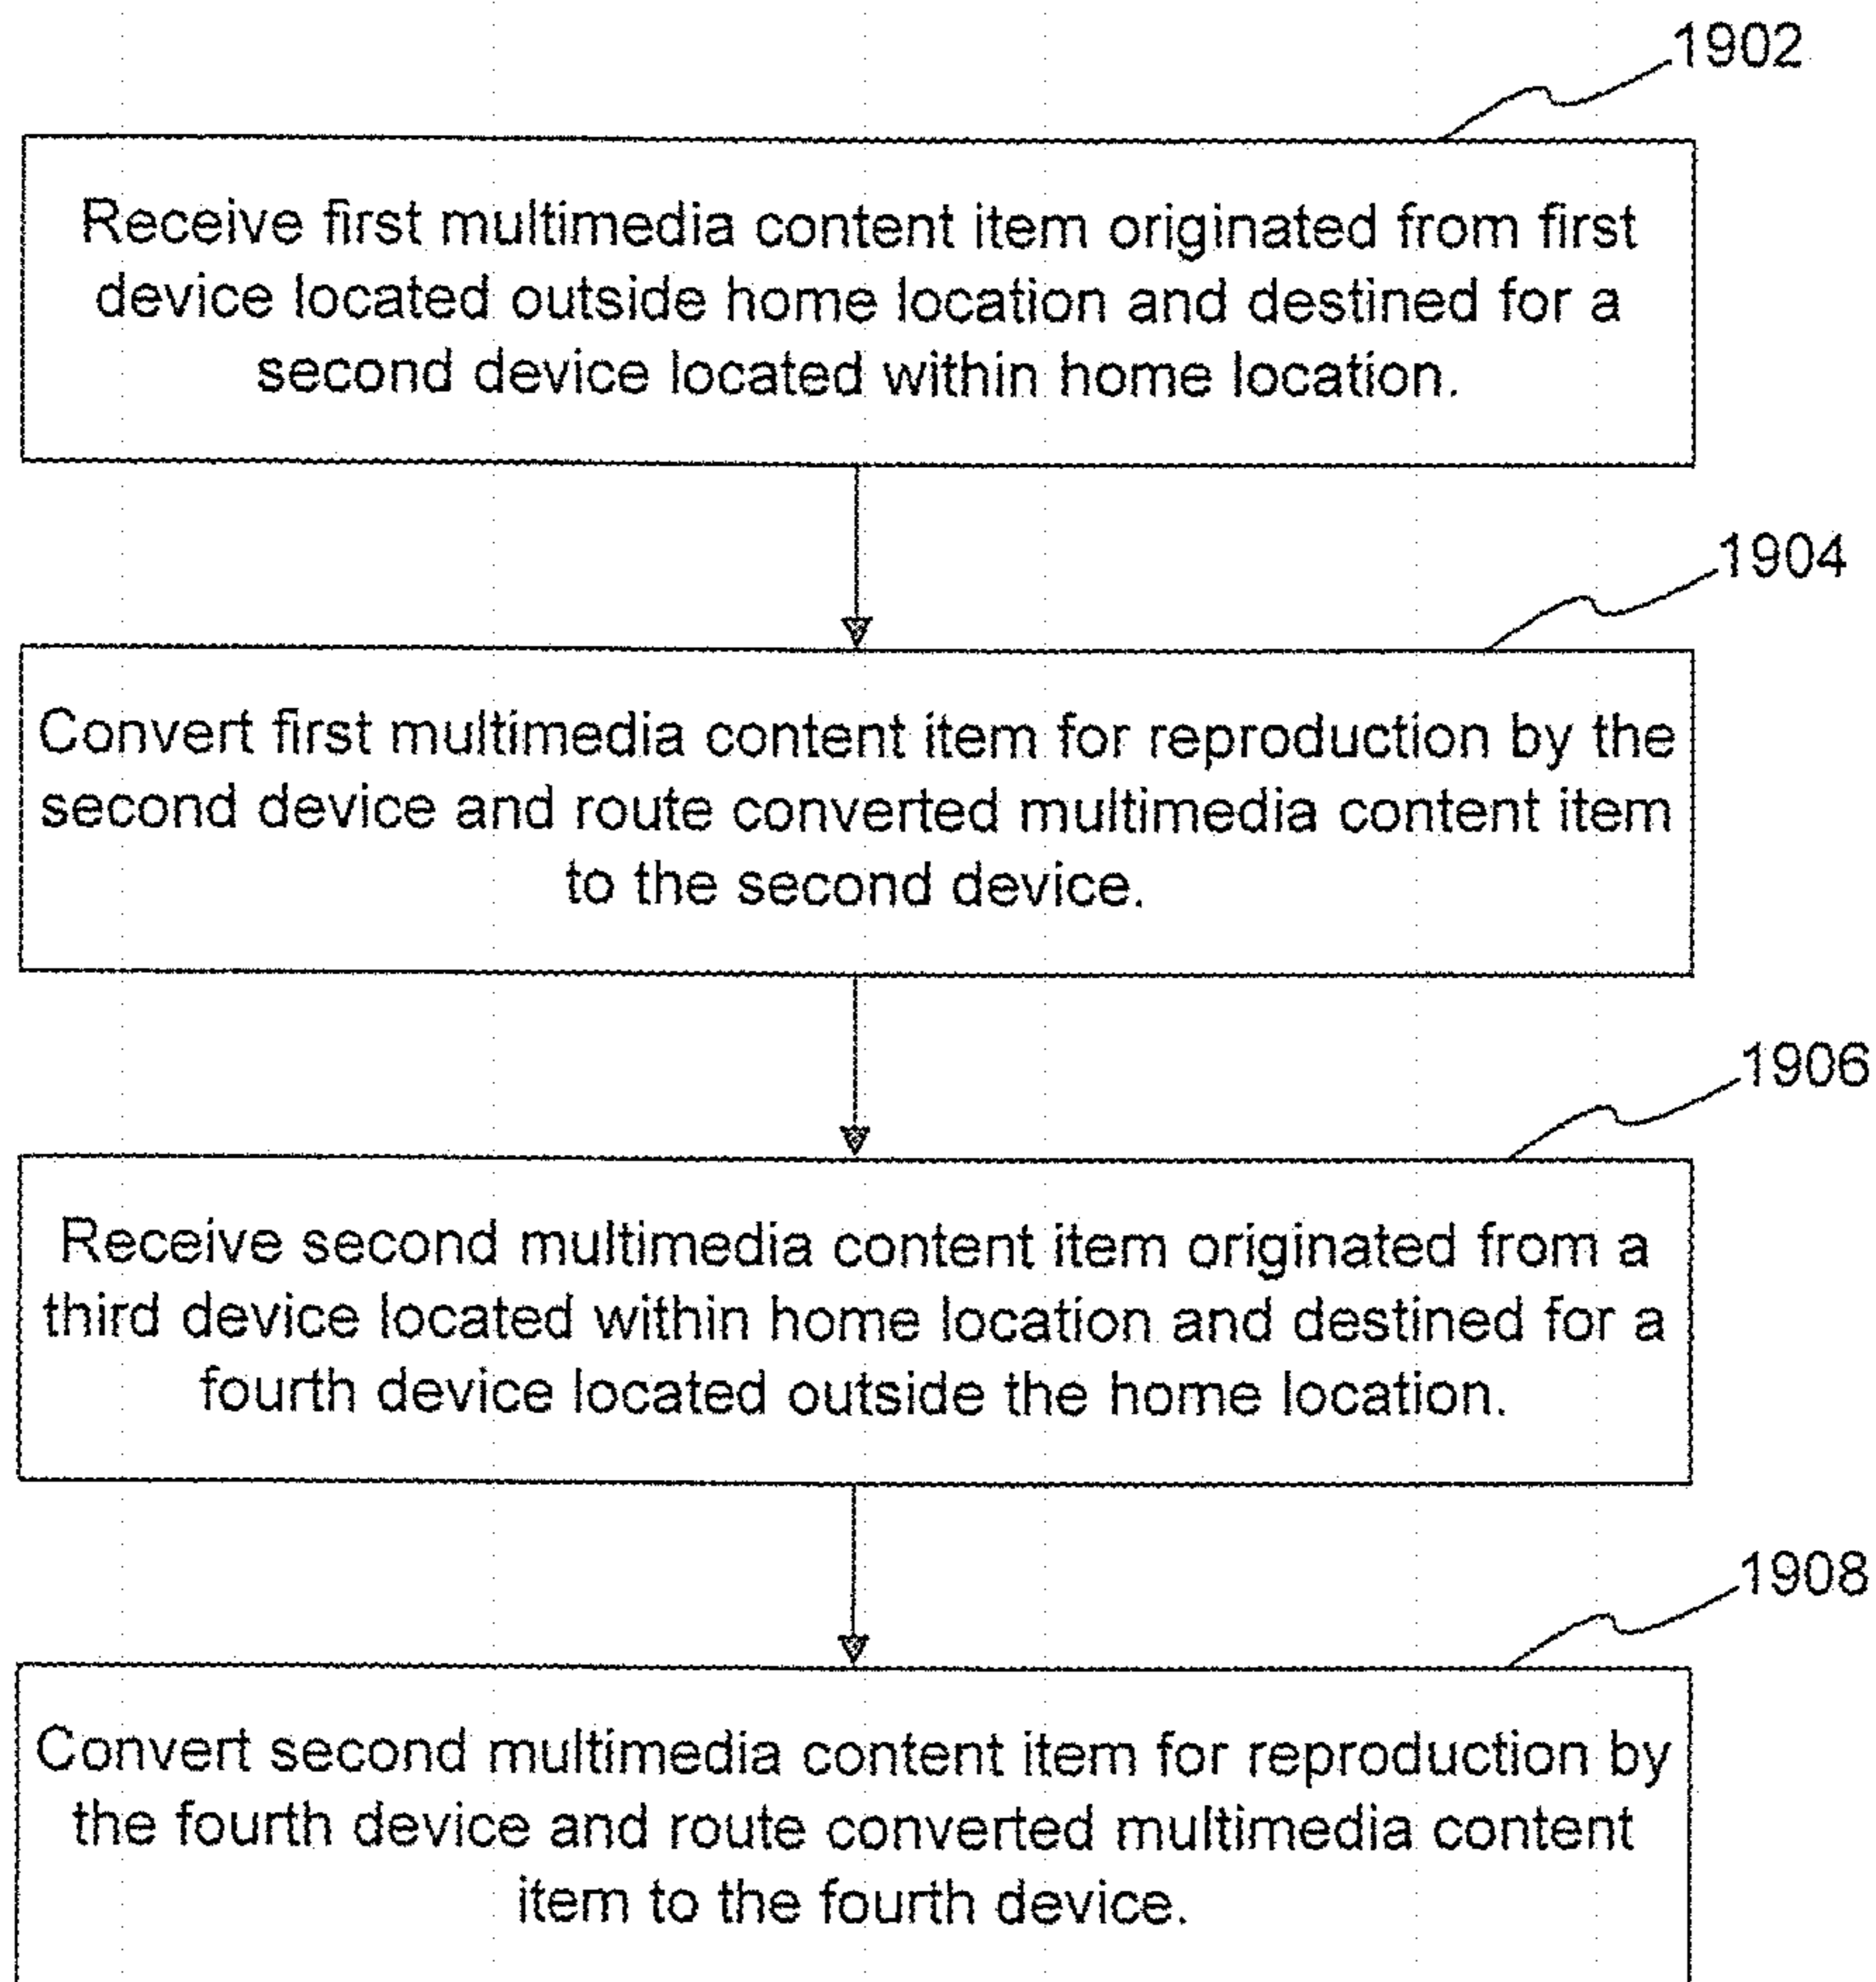 1902
Receive first multimedia content item originated from first
device located outside home location and destined for a
second device located within home location.
1904
Convert first multimedia content item for reproduction by the
second device and route converted multimedia content item
to the second device.
1906
Receive second multimedia content item originated from a
third device located within home location and destined for a
fourth device located outside the home location.
1908
Convert second multimedia content item for reproduction by
the fourth device and route converted multimedia content
item to the fourth device.